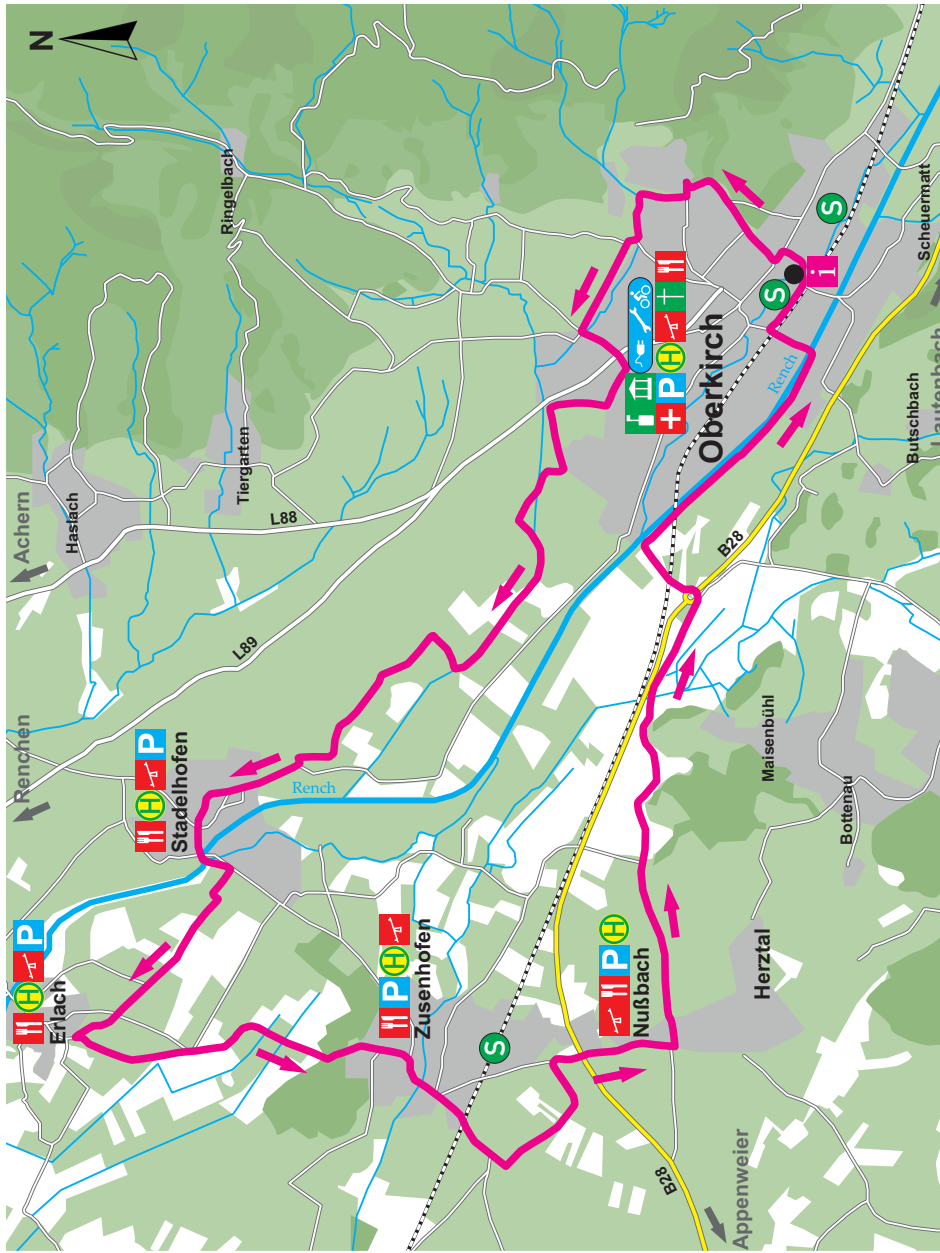 N
Renchen
Achern
Haslach
Ringelbach
Tiergarten
L88
L89
P
H
Erlach
P
H
Stadelhofen
Rench
P
H
Zusenhofen
S
P
H
Nußbach
Herztal
B28
Appenweier
Maisenbühl
Bottenau
B28
P
H
Oberkirch
Rench
S
i
S
Butschbach
Lautenbach
Scheuermatt